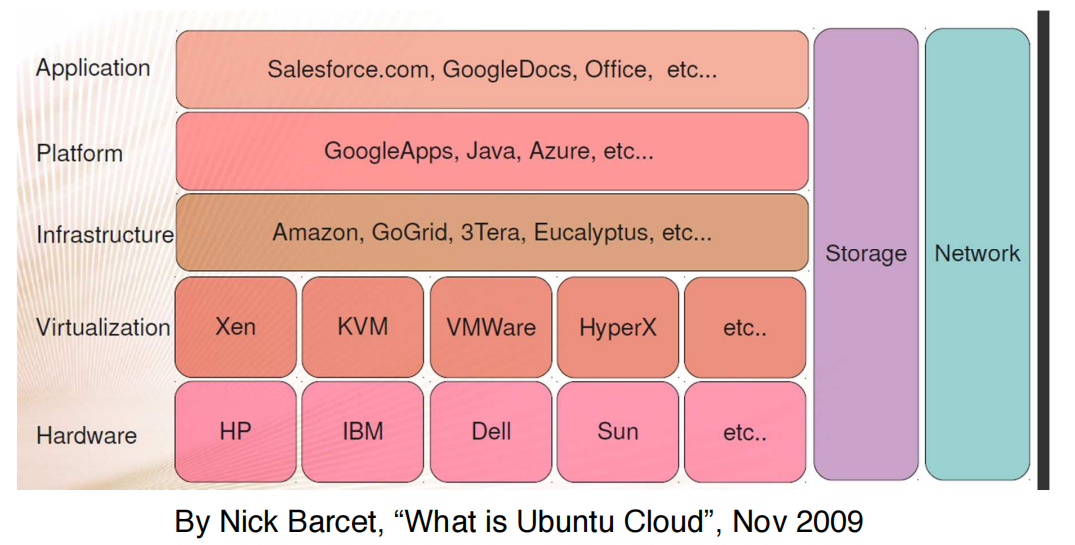 Application
Salesforce.com, GoogleDocs, Office, etc...
Platform
GoogleApps, Java, Azure, etc...
Infrastructure
Amazon, GoGrid, 3Tera, Eucalyptus, etc...
Storage
Network
Virtualization
Xen
KVM
VMWare
HyperX
etc..
Hardware
HP
IBM
Dell
Sun
etc..
By Nick Barcet, “What is Ubuntu Cloud”, Nov 2009